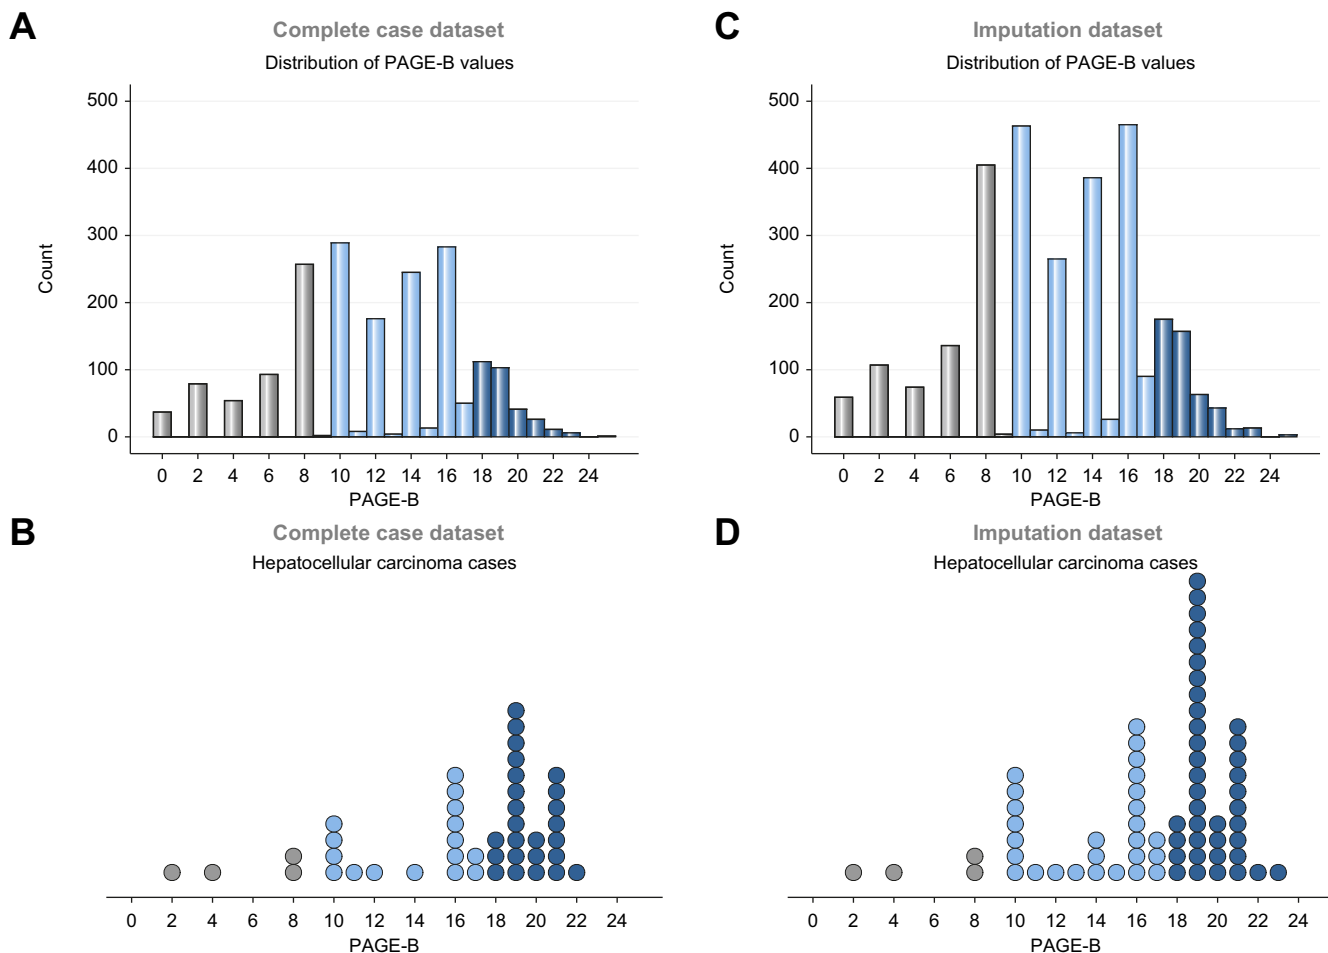 A
Complete case dataset
Distribution of PAGE-B values
500
400
300
200
100
0
Count
0 2 4 6 8 10 12 14 16 18 20 22 24
PAGE-B
C
Imputation dataset
Distribution of PAGE-B values
500
400
300
200
100
0
Count
0 2 4 6 8 10 12 14 16 18 20 22 24
PAGE-B
B
Complete case dataset
Hepatocellular carcinoma cases
0 2 4 6 8 10 12 14 16 18 20 22 24
PAGE-B
D
Imputation dataset
Hepatocellular carcinoma cases
0 2 4 6 8 10 12 14 16 18 20 22 24
PAGE-B